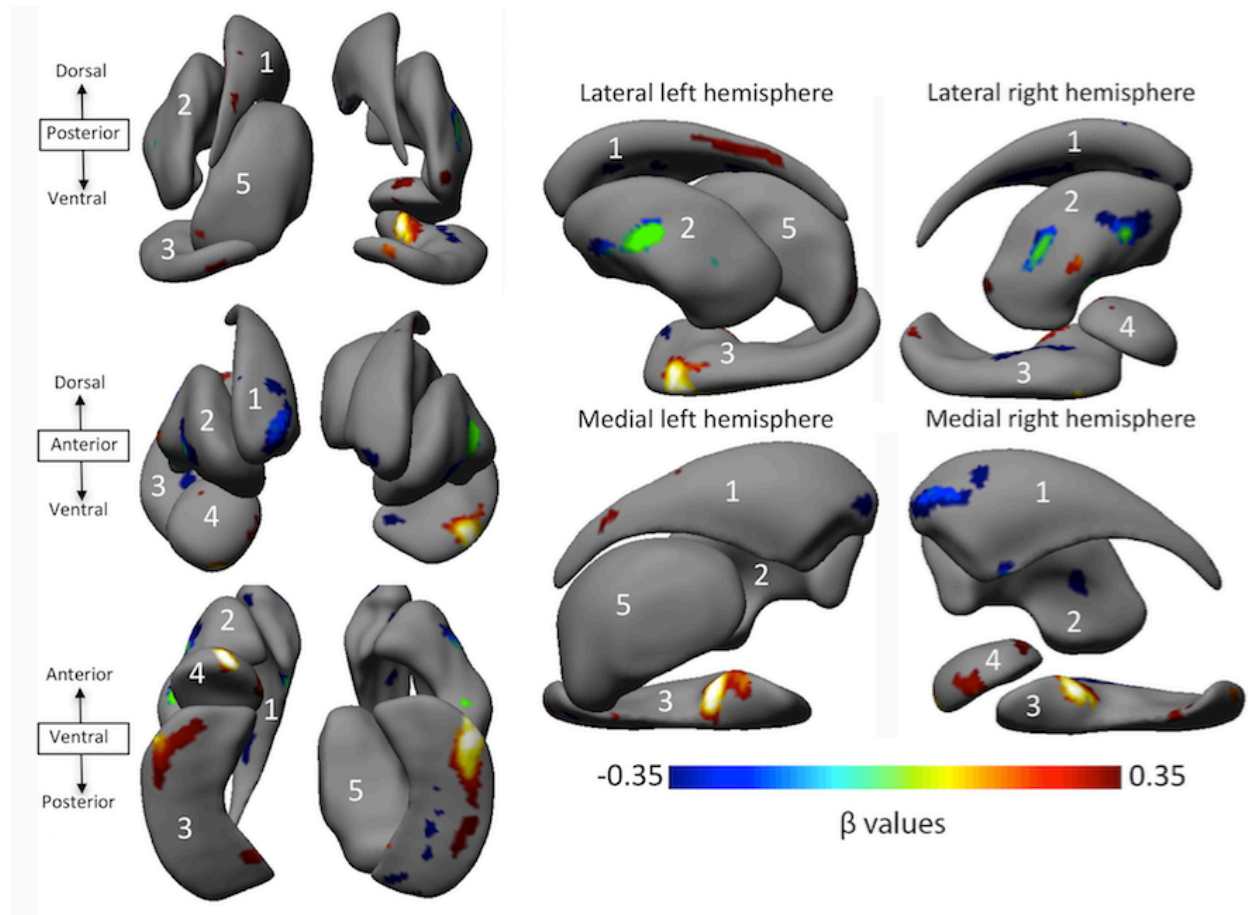 Dorsal
Posterior
Ventral
1
2
5
3
Dorsal
Anterior
Ventral
1
2
3
4
Anterior
Ventral
Posterior
2
4
1
3
5
Lateral left hemisphere
1
2
5
3
Lateral right hemisphere
1
2
4
3
Medial left hemisphere
1
2
5
3
Medial right hemisphere
1
2
4
3
-0.35
0.35
β values